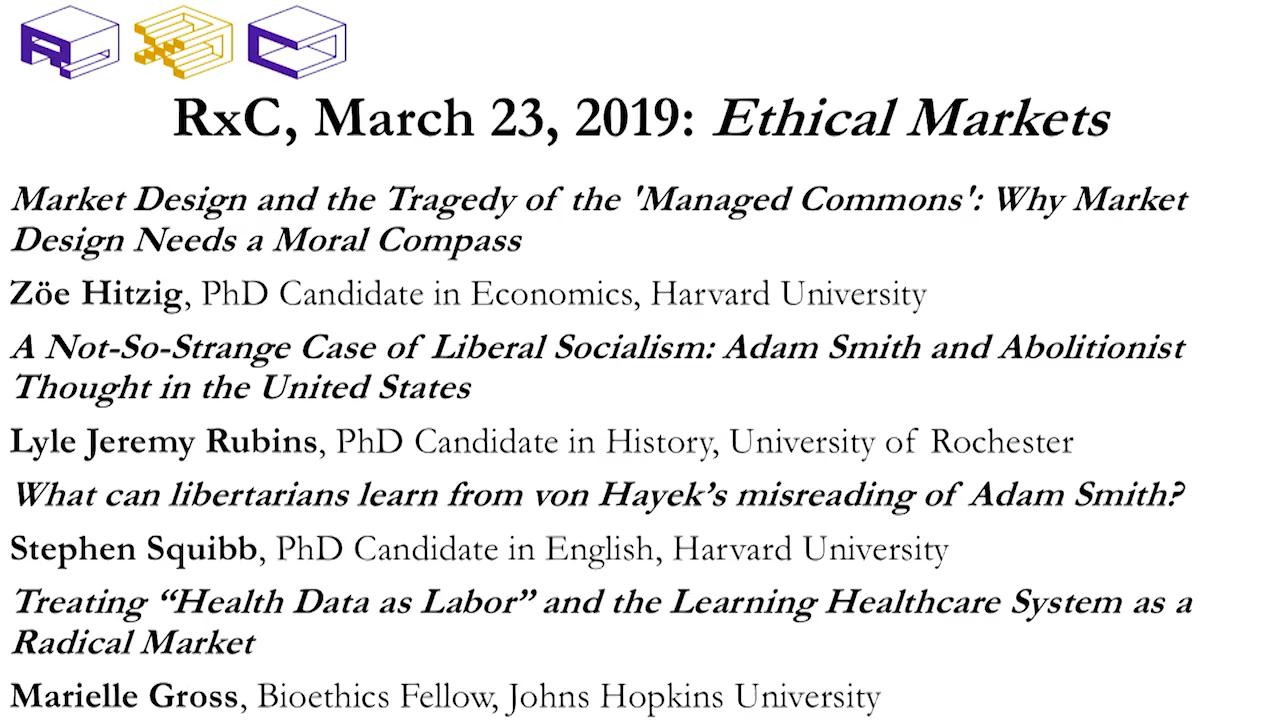 R x C
RxC, March 23, 2019: Ethical Markets
Market Design and the Tragedy of the 'Managed Commons': Why Market
Design Needs a Moral Compass
Zöe Hitzig, PhD Candidate in Economics, Harvard University
A Not-So-Strange Case of Liberal Socialism: Adam Smith and Abolitionist
Thought in the United States
Lyle Jeremy Rubins, PhD Candidate in History, University of Rochester
What can libertarians learn from von Hayek’s misreading of Adam Smith?
Stephen Squibb, PhD Candidate in English, Harvard University
Treating “Health Data as Labor” and the Learning Healthcare System as a
Radical Market
Marielle Gross, Bioethics Fellow, Johns Hopkins University